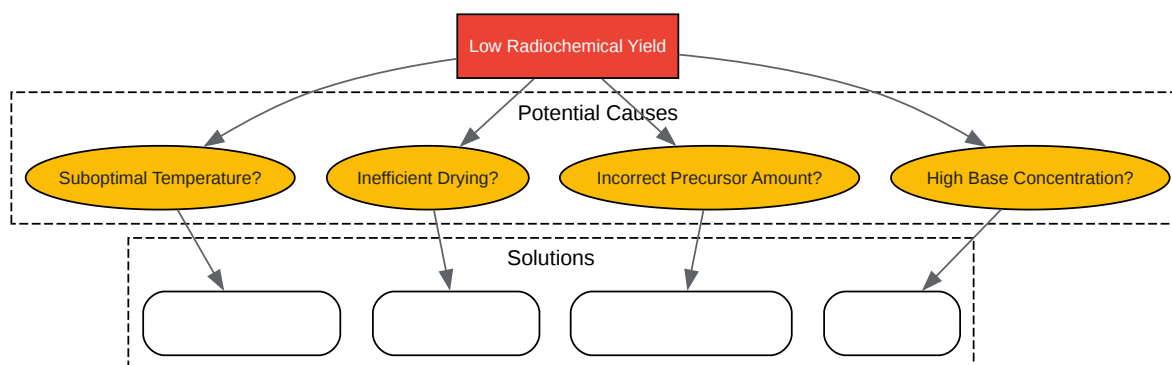 Low Radiochemical Yield
Potential Causes
Suboptimal Temperature?
Inefficient Drying?
Incorrect Precursor Amount?
High Base Concentration?
Solutions